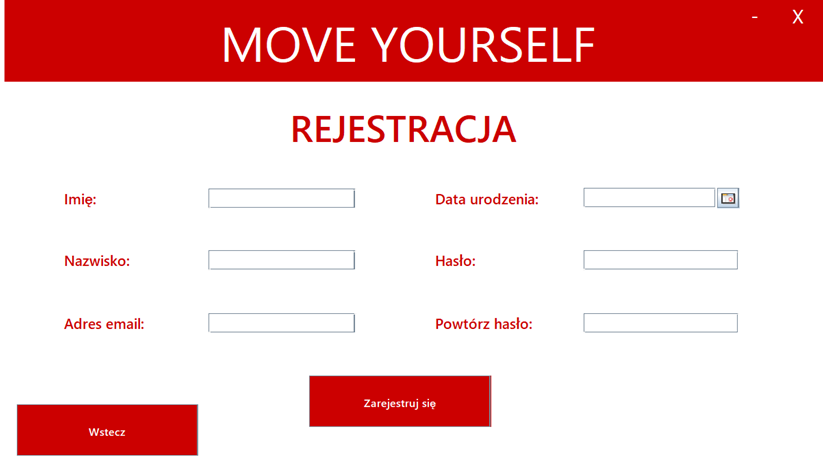 - X
MOVE YOURSELF
REJESTRACJA
Imię: Data urodzenia:
Nazwisko: Hasło:
Adres email: Powtórz hasło:
Zarejestruj się
Wstecz